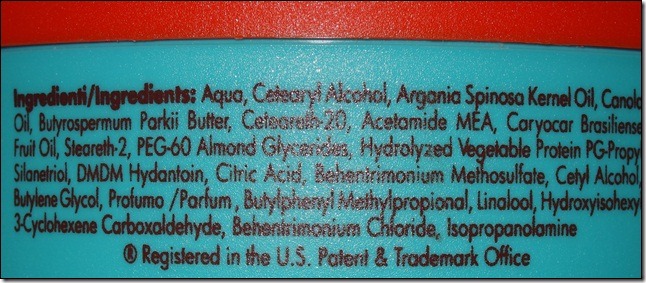 Ingredienti/Ingredients: Aqua, Cetearyl Alcohol, Argania Spinosa Kernel Oil, Canola
Oil, Butyrospermum Parkii Butter, Ceteareth-20, Acetamide MEA, Caryocar Brasiliense
Fruit Oil, Steareth-2, PEG-60 Almond Glycerides, Hydrolyzed Vegetable Protein PG-Propy
Silanetriol, DMDM Hydantoin, Citric Acid, Behentrimonium Methosulfate, Cetyl Alcohol,
Butylene Glycol, Profumo /Parfum, Butylphenyl Methylpropional, Linalool, Hydroxyisohexyl
3-Cyclohexene Carboxaldehyde, Behentrimonium Chloride, Isopropanolamine
® Registered in the U.S. Patent & Trademark Office